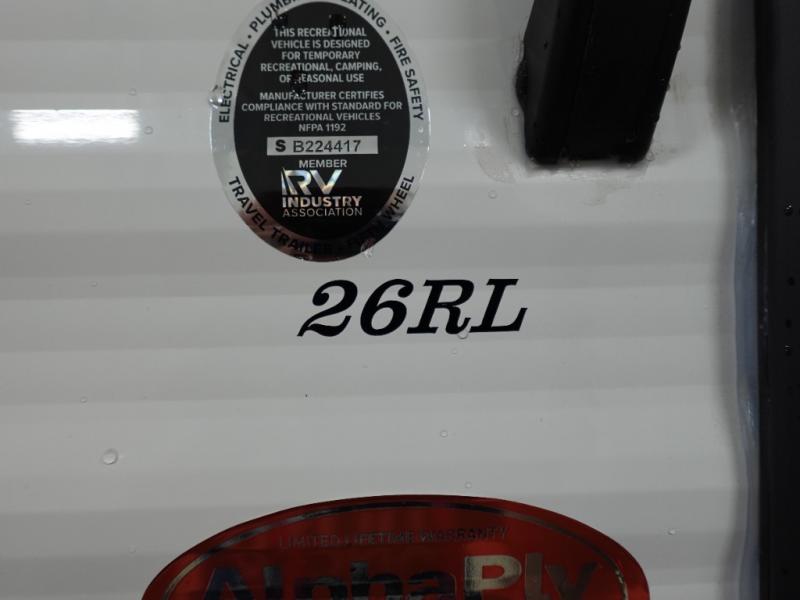 ELECTRICAL • PLUMBING • HEATING • FIRE SAFETY
THIS RECREATIONAL
VEHICLE IS DESIGNED
FOR TEMPORARY
RECREATIONAL, CAMPING,
OR SEASONAL USE
MANUFACTURER CERTIFIES
COMPLIANCE WITH STANDARD FOR
RECREATIONAL VEHICLES
NFPA 1192
S B224417
MEMBER
RV
INDUSTRY
ASSOCIATION
TRAVEL TRAILER • FIFTH WHEEL
26RL
LIMITED LIFETIME WARRANTY
AlphaPly